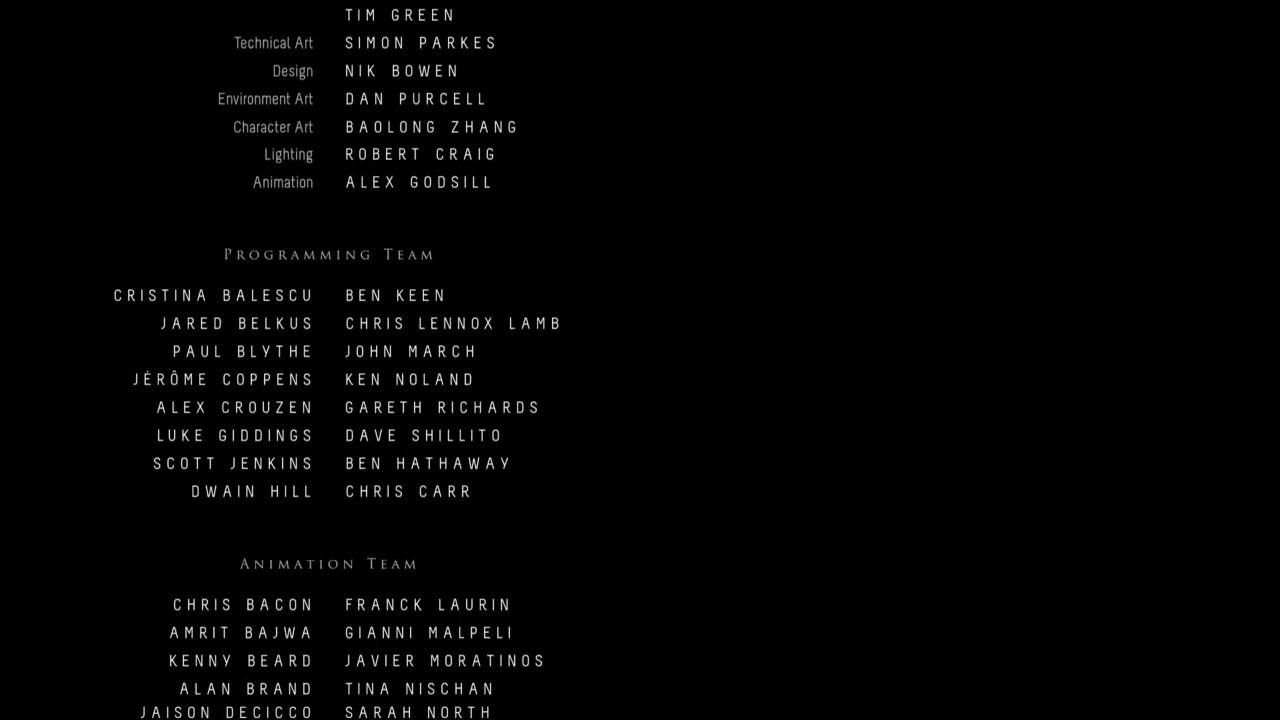 TIM GREEN
Technical Art SIMON PARKES
Design NIK BOWEN
Environment Art DAN PURCELL
Character Art BAOLONG ZHANG
Lighting ROBERT CRAIG
Animation ALEX GODSILL
PROGRAMMING TEAM
CRISTINA BALESCU BEN KEEN
JARED BELKUS CHRIS LENNOX LAMB
PAUL BLYTHE JOHN MARCH
JÉRÔME COPPENS KEN NOLAND
ALEX CROUZEN GARETH RICHARDS
LUKE GIDDINGS DAVE SHILLITO
SCOTT JENKINS BEN HATHAWAY
DWAIN HILL CHRIS CARR
ANIMATION TEAM
CHRIS BACON FRANCK LAURIN
AMRIT BAJWA GIANNI MALPELI
KENNY BEARD JAVIER MORATINOS
ALAN BRAND TINA NISCHAN
JAISON DECICCO SARAH NORTH